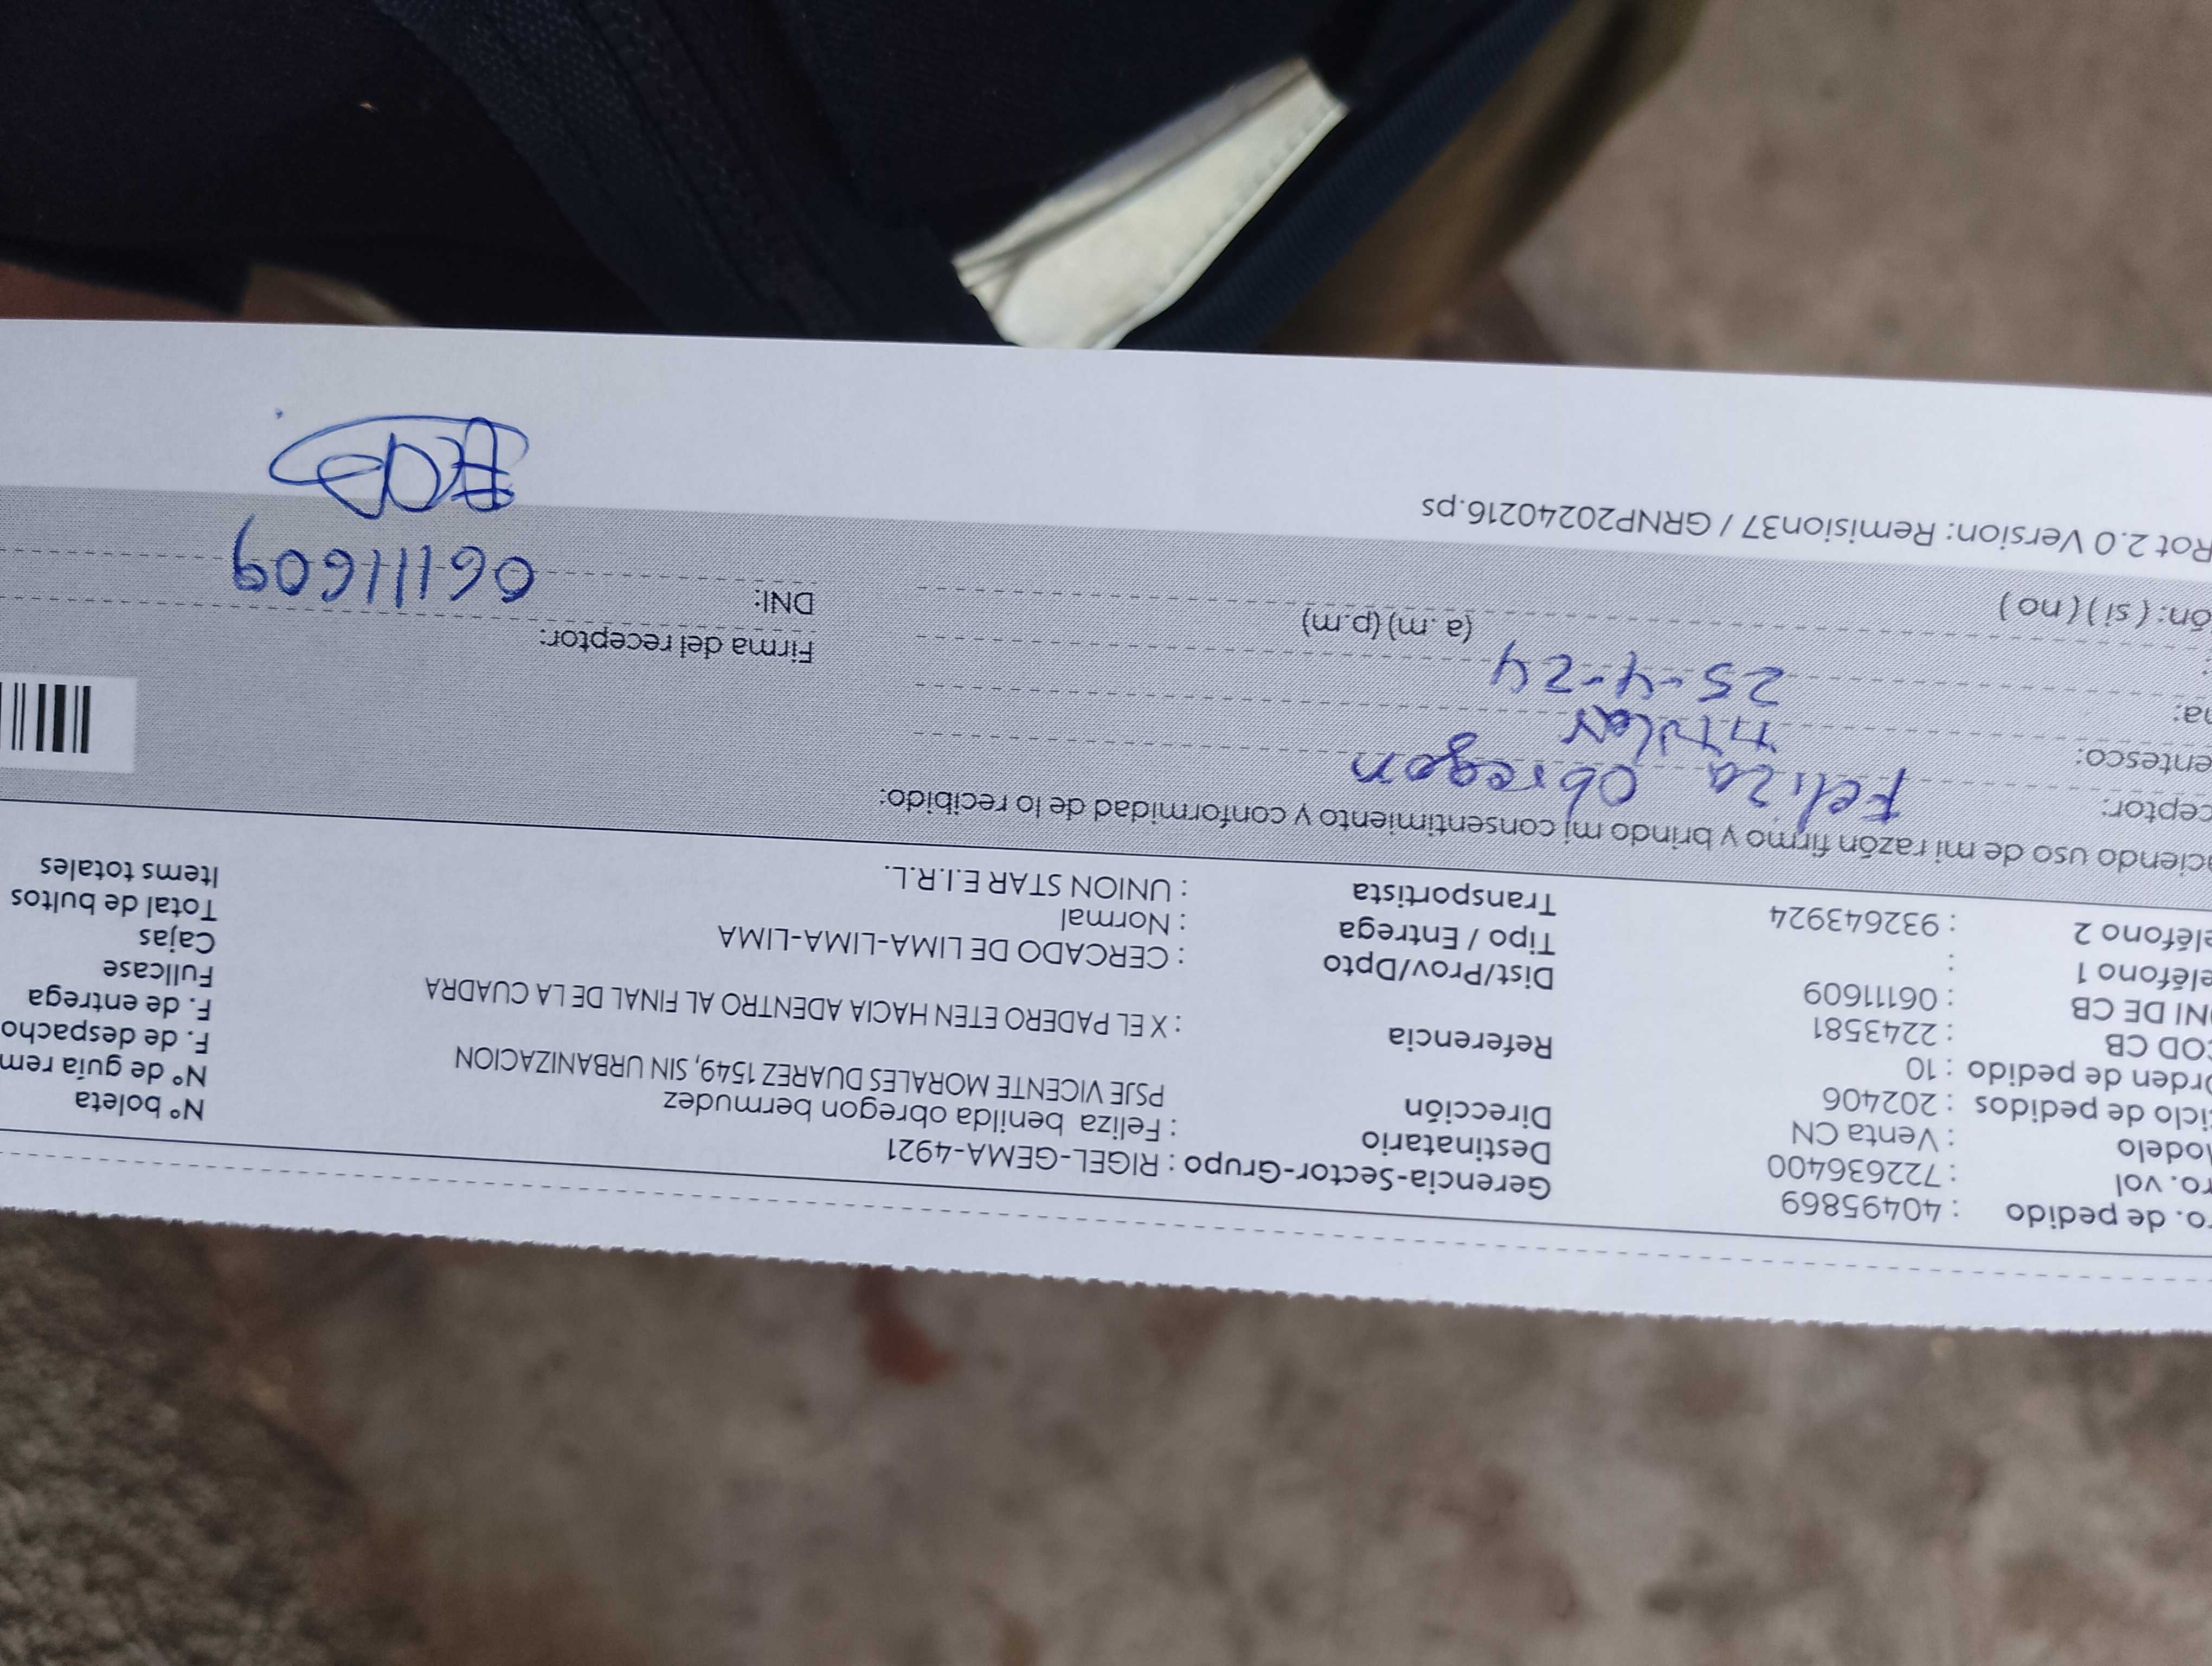 ro. de pedido : 40495869 Gerencia-Sector-Grupo : RIGEL-GEMA-4921 N° boleta
ro. vol : 722636400 Destinatario : Feliza benilda obregon bermudez N° de guía rem
Modelo : Venta CN Dirección PSJE VICENTE MORALES DUAREZ 1549, SIN URBANIZACION F. de despacho
iclo de pedidos : 202406 Referencia : X EL PADERO ETEN HACIA ADENTRO AL FINAL DE LA CUADRA F. de entrega
Orden de pedido : 10 Dist/Prov/Dpto : CERCADO DE LIMA-LIMA-LIMA Fullcase
COD CB : 2243581 Tipo / Entrega : Normal Cajas
NI DE CB : 06111609 Transportista : UNION STAR E.I.R.L. Total de bultos
eléfono 1 : Items totales
eléfono 2 : 932643924
aciendo uso de mi razón firmo y brindo mi consentimiento y conformidad de lo recibido:
ceptor: Feliza Obregon
entesco: titular
a: 25-4-24 Firma del receptor:
(a. m) (p.m) DNI: 06111609
ón: ( si ) ( no )
Rot 2.0 Version: Remision37 / GRNP20240216.ps